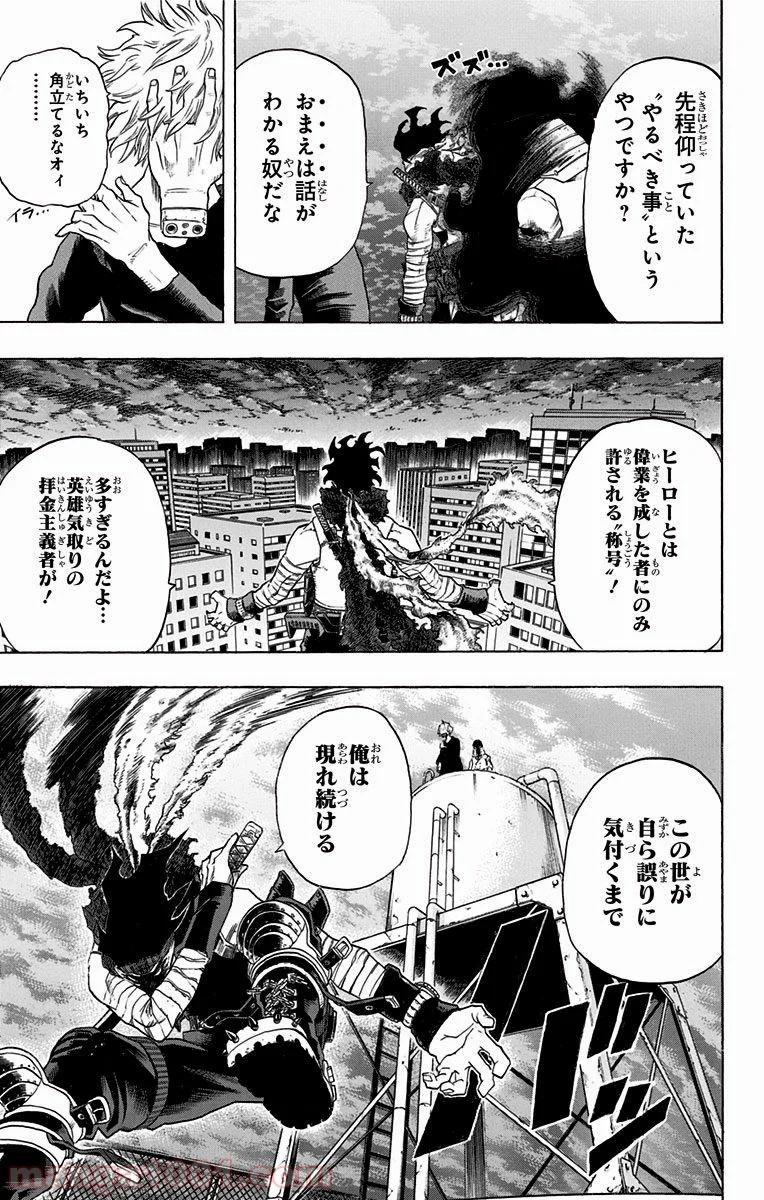 先程仰っていた
〝やるべき事〟という
やつですか?
ズズ…
おまえは話が
わかる奴だな
いちいち
角立てるなオィ
…………
イラ…
ヒーローとは
偉業を成した者にのみ
許される〝称号〟!
多すぎるんだよ…
英雄気取りの
拝金主義者が!
この世が
自ら誤りに
気付くまで
俺は
現れ続ける
バッ